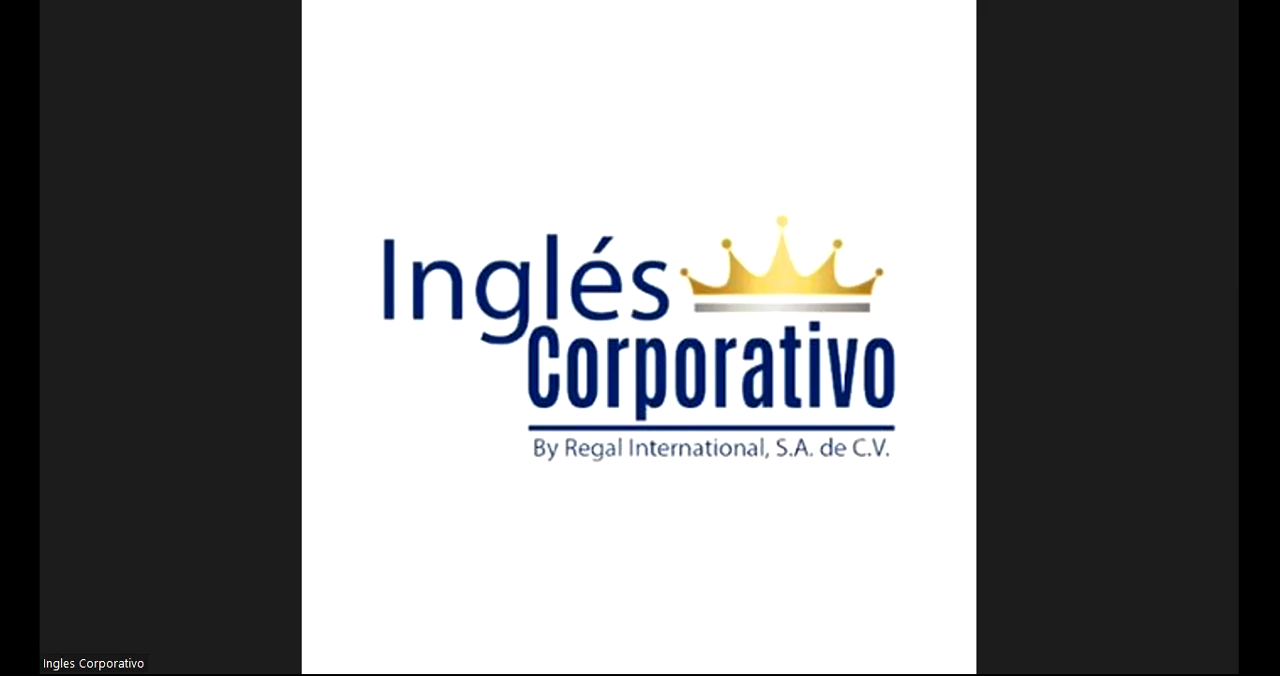 Inglés
Corporativo
By Regal International, S.A. de C.V.
Ingles Corporativo